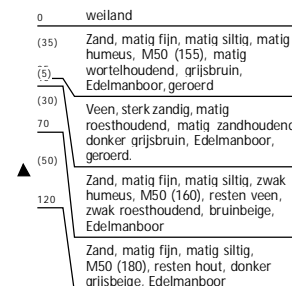 0 weiland
(35) Zand, matig fijn, matig siltig, matig
humeus, M50 (155), matig
(5) wortelhoudend, grijsbruin,
Edelmanboor, geroerd
(30) Veen, sterk zandig, matig
70 roesthoudend, matig zandhoudend
donker grijsbruin, Edelmanboor,
(50) geroerd.
Zand, matig fijn, matig siltig, zwak
120 humeus, M50 (160), resten veen,
zwak roesthoudend, bruinbeige,
Edelmanboor
Zand, matig fijn, matig siltig,
M50 (180), resten hout, donker
grijsbeige, Edelmanboor